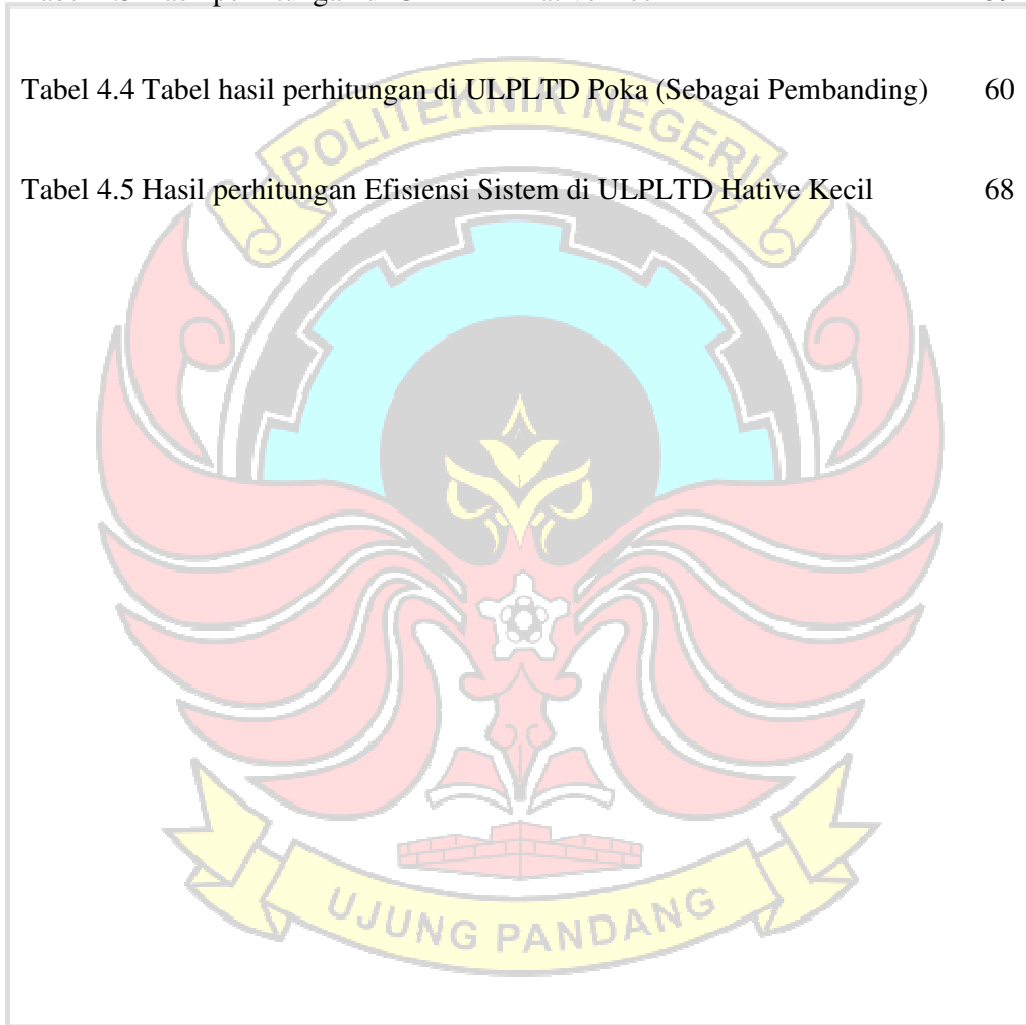 Tabel 4.4 Tabel hasil perhitungan di ULPLTD Poka (Sebagai Pembanding) 60
POLITEKNIK NEGERI
Tabel 4.5 Hasil perhitungan Efisiensi Sistem di ULPLTD Hative Kecil 68
UJUNG PANDANG